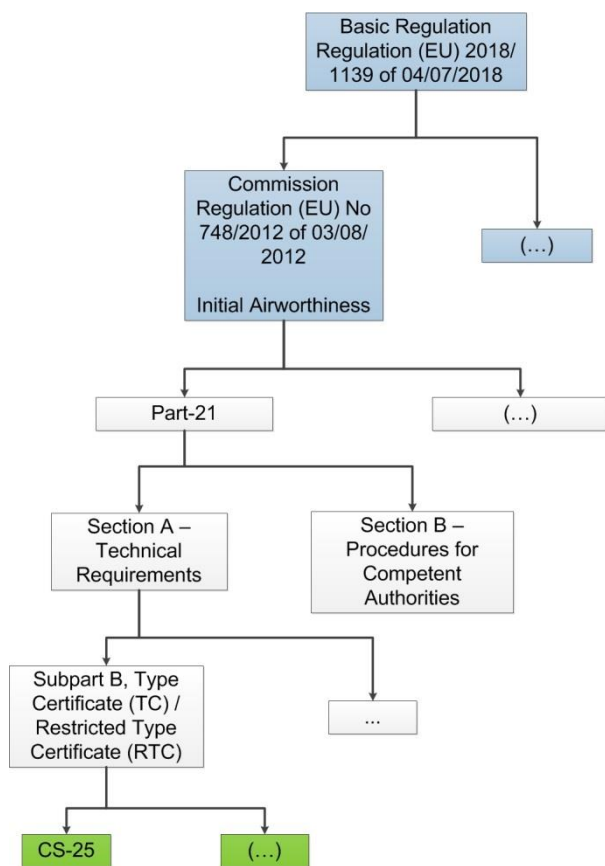 Basic Regulation
Regulation (EU) 2018/
1139 of 04/07/2018
Commission
Regulation (EU) No
748/2012 of 03/08/
2012
Initial Airworthiness
(…)
Part-21
(…)
Section A –
Technical
Requirements
Section B –
Procedures for
Competent
Authorities
Subpart B, Type
Certificate (TC) /
Restricted Type
Certificate (RTC)
...
CS-25
(…)